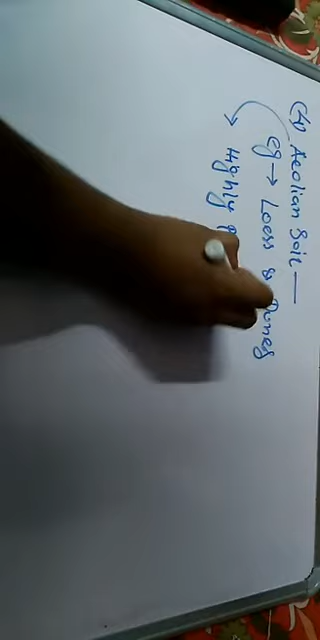 (4) Aeolian Soil —
eg → Loess & Dunes
→ Highly